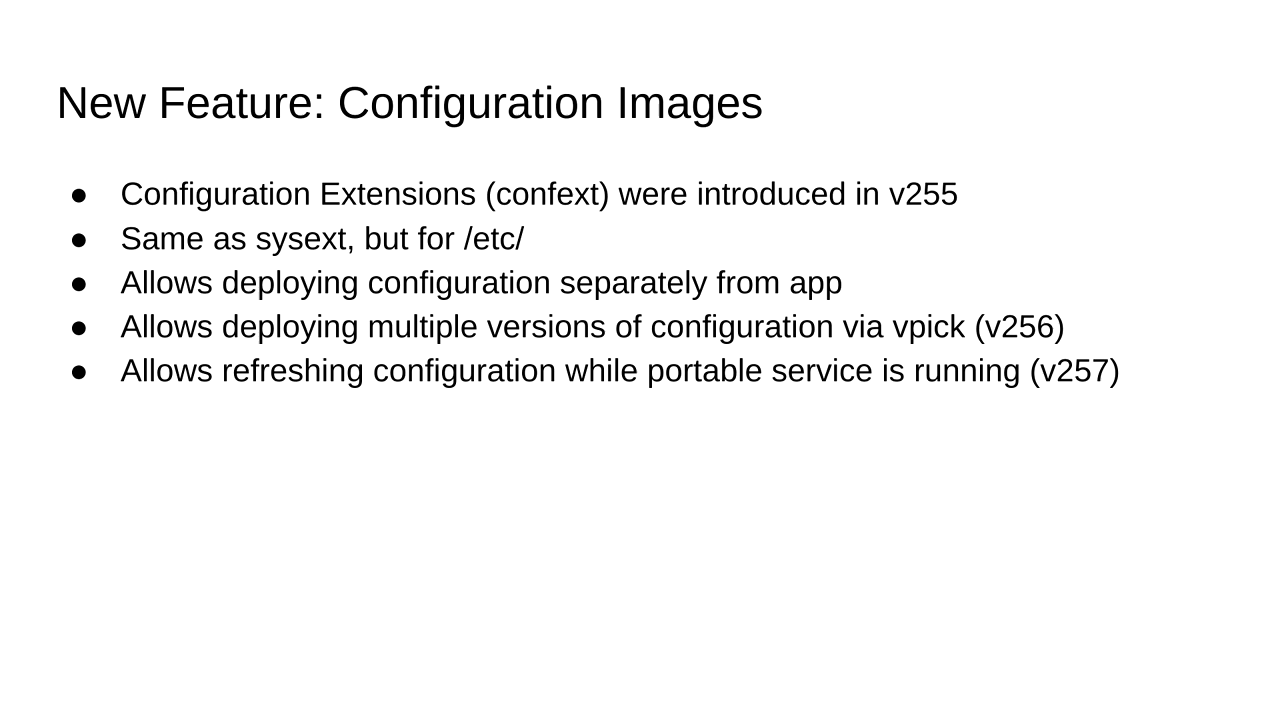 New Feature: Configuration Images
● Configuration Extensions (confext) were introduced in v255
● Same as sysext, but for /etc/
● Allows deploying configuration separately from app
● Allows deploying multiple versions of configuration via vpick (v256)
● Allows refreshing configuration while portable service is running (v257)